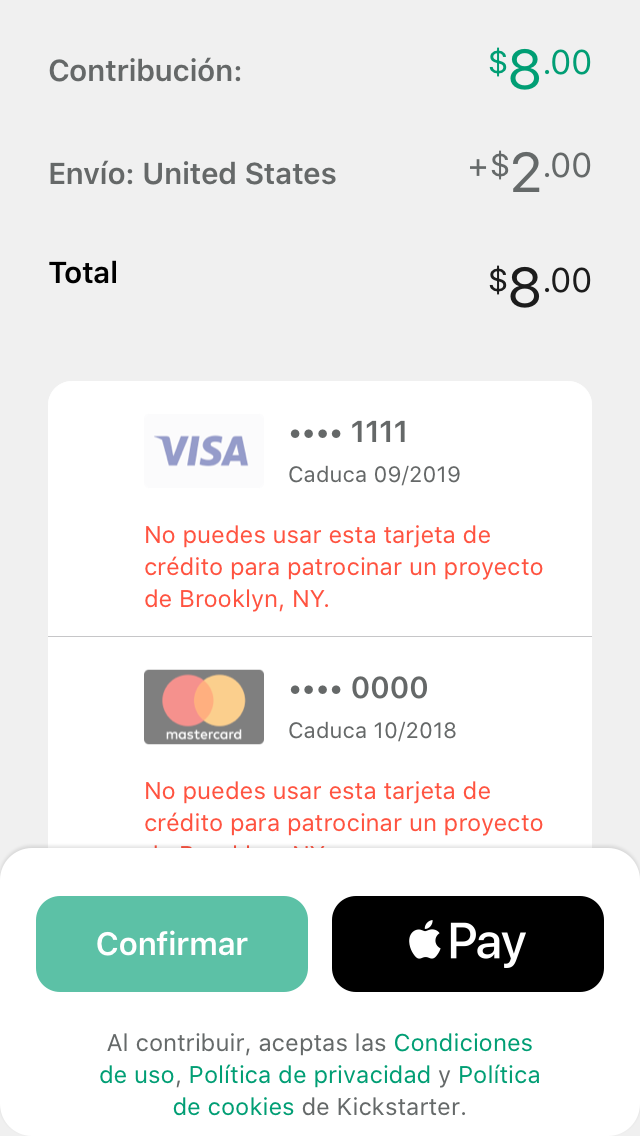 Contribución: $8.00
Envío: United States +$2.00
Total $8.00
VISA •••• 1111
Caduca 09/2019
No puedes usar esta tarjeta de
crédito para patrocinar un proyecto
de Brooklyn, NY.
mastercard •••• 0000
Caduca 10/2018
No puedes usar esta tarjeta de
crédito para patrocinar un proyecto
Confirmar Pay
Al contribuir, aceptas las Condiciones
de uso, Política de privacidad y Política
de cookies de Kickstarter.